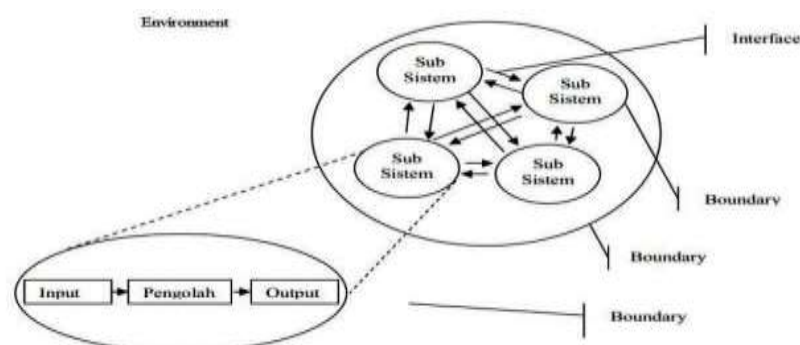 Environment
Interface
Sub
Sistem
Sub
Sistem
Sub
Sistem
Sub
Sistem
Boundary
Boundary
Input
Pengolah
Output
Boundary